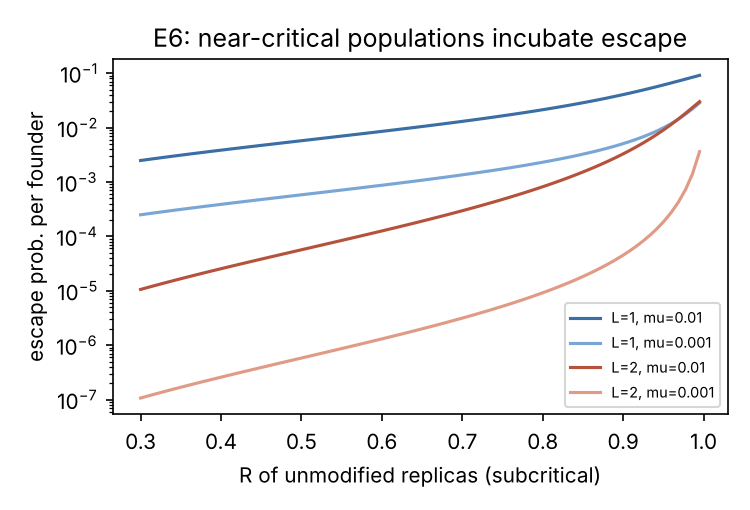 E6: near-critical populations incubate escape
escape prob. per founder
10⁻¹
10⁻²
10⁻³
10⁻⁴
10⁻⁵
10⁻⁶
10⁻⁷
L=1, mu=0.01
L=1, mu=0.001
L=2, mu=0.01
L=2, mu=0.001
0.3 0.4 0.5 0.6 0.7 0.8 0.9 1.0
R of unmodified replicas (subcritical)